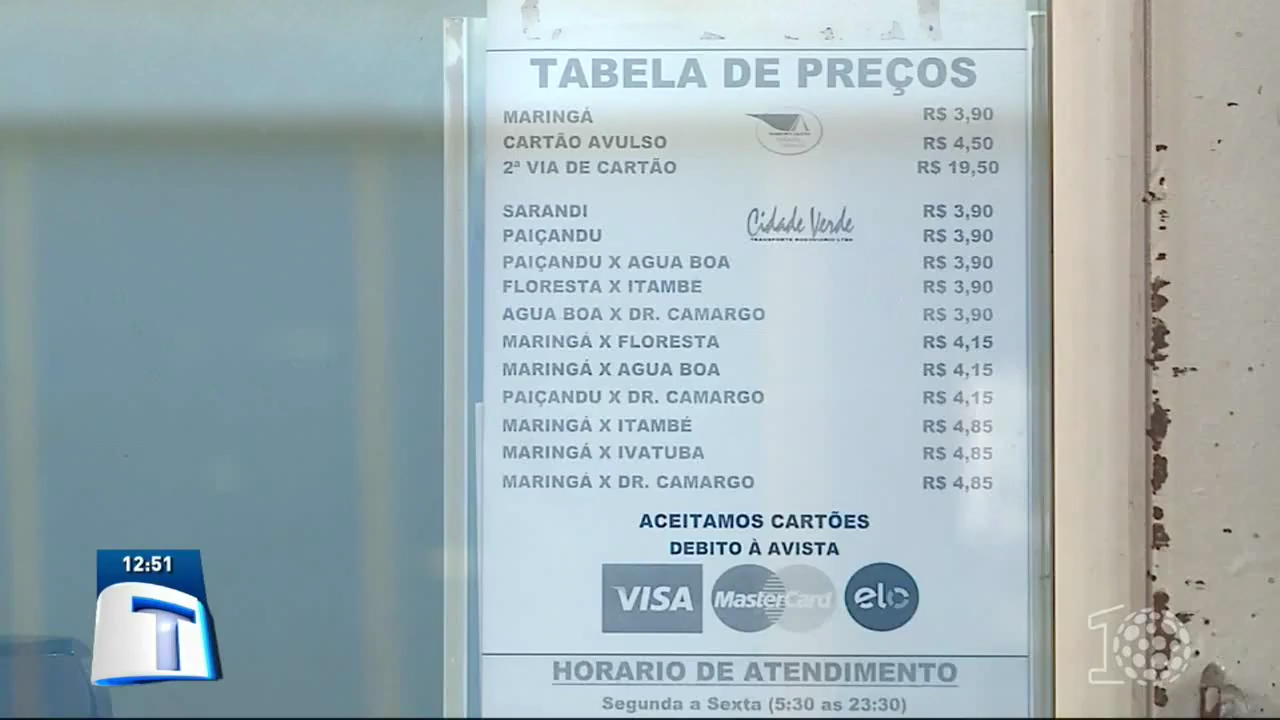 TABELA DE PREÇOS
MARINGÁ R$ 3,90
CARTÃO AVULSO R$ 4,50
2ª VIA DE CARTÃO R$ 19,50
SARANDI Cidade Verde R$ 3,90
TRANSPORTE RODOVIÁRIO LTDA
PAIÇANDU R$ 3,90
PAIÇANDU X AGUA BOA R$ 3,90
FLORESTA X ITAMBÉ R$ 3,90
AGUA BOA X DR. CAMARGO R$ 3,90
MARINGÁ X FLORESTA R$ 4,15
MARINGÁ X AGUA BOA R$ 4,15
PAIÇANDU X DR. CAMARGO R$ 4,15
MARINGÁ X ITAMBÉ R$ 4,85
MARINGÁ X IVATUBA R$ 4,85
MARINGÁ X DR. CAMARGO R$ 4,85
ACEITAMOS CARTÕES
DEBITO À AVISTA
VISA MasterCard elo
HORARIO DE ATENDIMENTO
Segunda a Sexta (5:30 as 23:30)
12:51
T
10